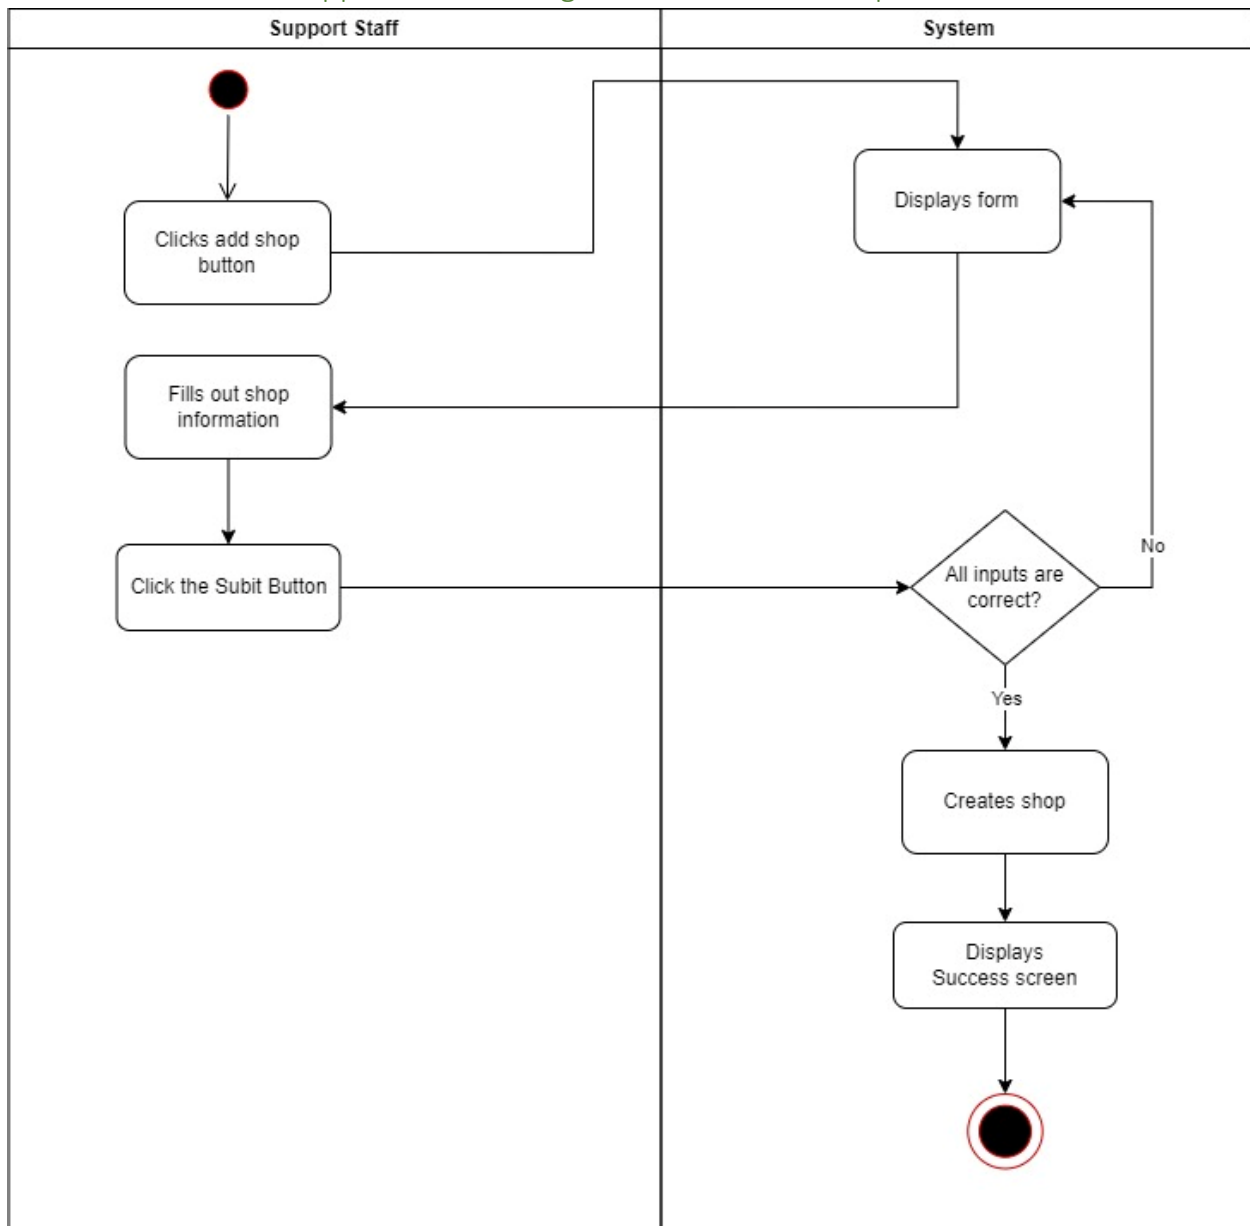 Support Staff
System
Clicks add shop
button
Displays form
Fills out shop
information
Click the Subit Button
All inputs are
correct?
No
Yes
Creates shop
Displays
Success screen